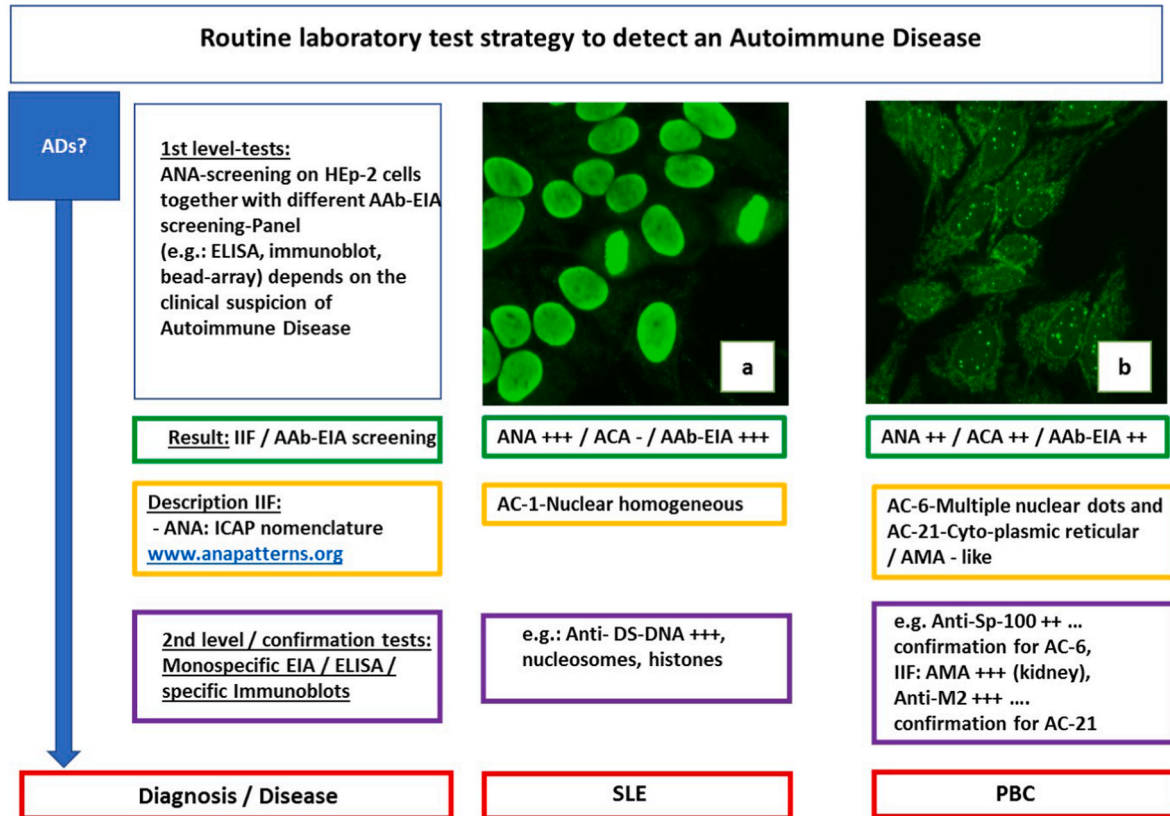 Routine laboratory test strategy to detect an Autoimmune Disease
ADs?
1st level-tests:
ANA-screening on HEp-2 cells
together with different AAb-EIA
screening-Panel
(e.g.: ELISA, immunoblot,
bead-array) depends on the
clinical suspicion of
Autoimmune Disease
a
b
Result: IIF / AAb-EIA screening
ANA +++ / ACA - / AAb-EIA +++
ANA ++ / ACA ++ / AAb-EIA ++
Description IIF:
- ANA: ICAP nomenclature
www.anapatterns.org
AC-1-Nuclear homogeneous
AC-6-Multiple nuclear dots and
AC-21-Cyto-plasmic reticular
/ AMA - like
2nd level / confirmation tests:
Monospecific EIA / ELISA /
specific Immunoblots
e.g.: Anti- DS-DNA +++,
nucleosomes, histones
e.g. Anti-Sp-100 ++ ...
confirmation for AC-6,
IIF: AMA +++ (kidney),
Anti-M2 +++ ....
confirmation for AC-21
Diagnosis / Disease
SLE
PBC